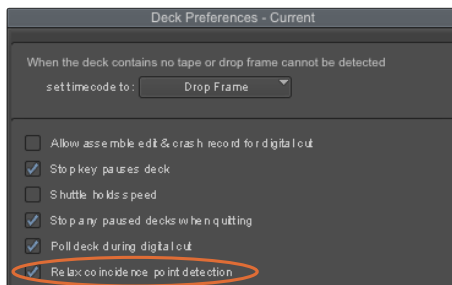 Deck Preferences - Current
When the deck contains no tape or drop frame cannot be detected
set timecode to: Drop Frame
Allow assemble edit & crash record for digital cut
Stop key pauses deck
Shuttle holds speed
Stop any paused decks when quitting
Poll deck during digital cut
Relax coincidence point detection